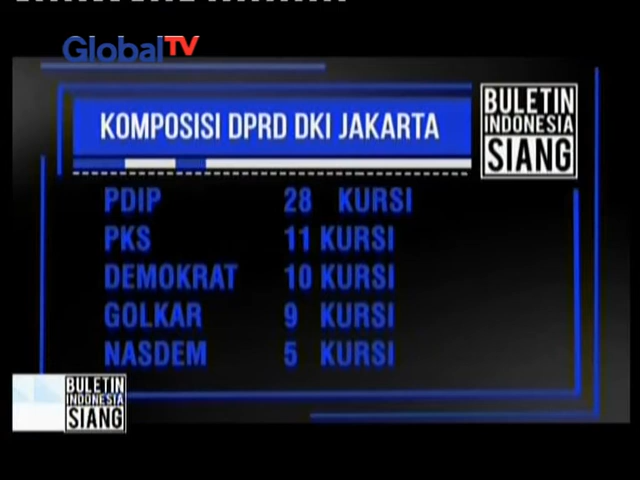 GlobalTV
KOMPOSISI DPRD DKI JAKARTA
BULETIN
INDONESIA
SIANG
PDIP 28 KURSI
PKS 11 KURSI
DEMOKRAT 10 KURSI
GOLKAR 9 KURSI
NASDEM 5 KURSI
BULETIN
INDONESIA
SIANG